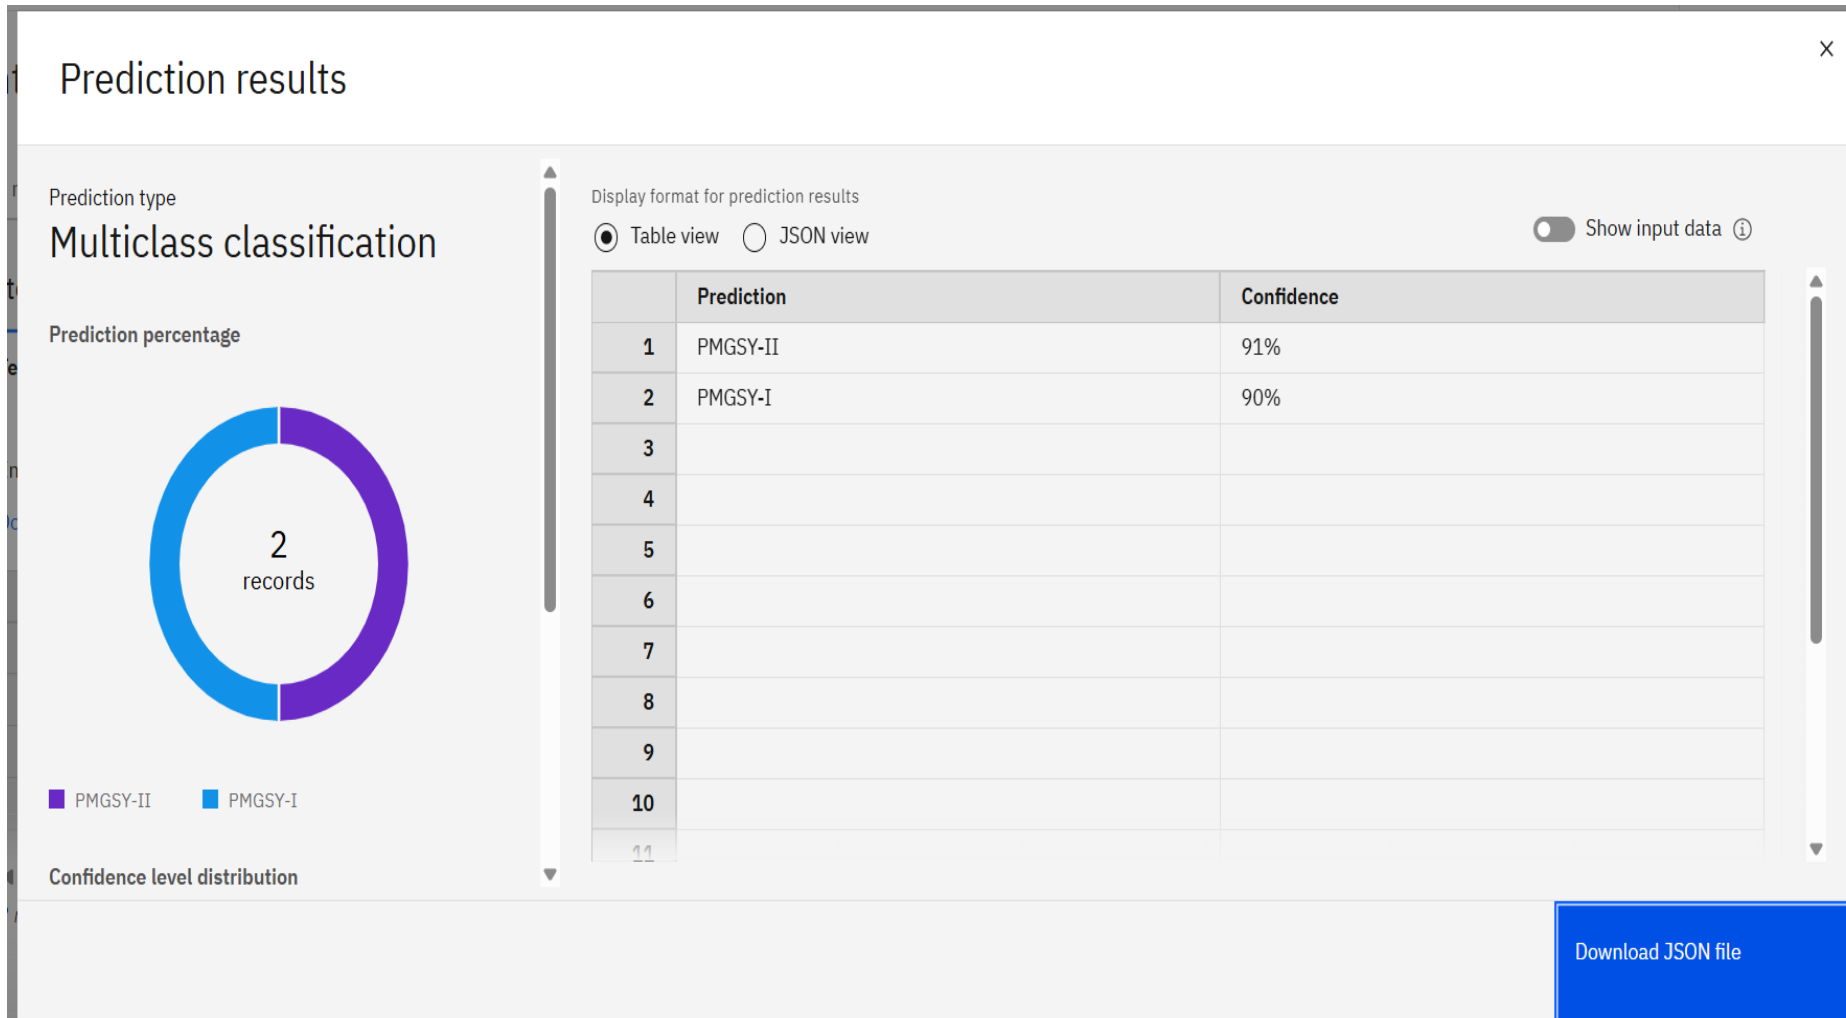 Prediction results
X
Prediction type
Multiclass classification
Prediction percentage
2
records
PMGSY-II
PMGSY-I
Confidence level distribution
Display format for prediction results
Table view
JSON view
Show input data
Prediction Confidence
1 PMGSY-II 91%
2 PMGSY-I 90%
3
4
5
6
7
8
9
10
11
Download JSON file